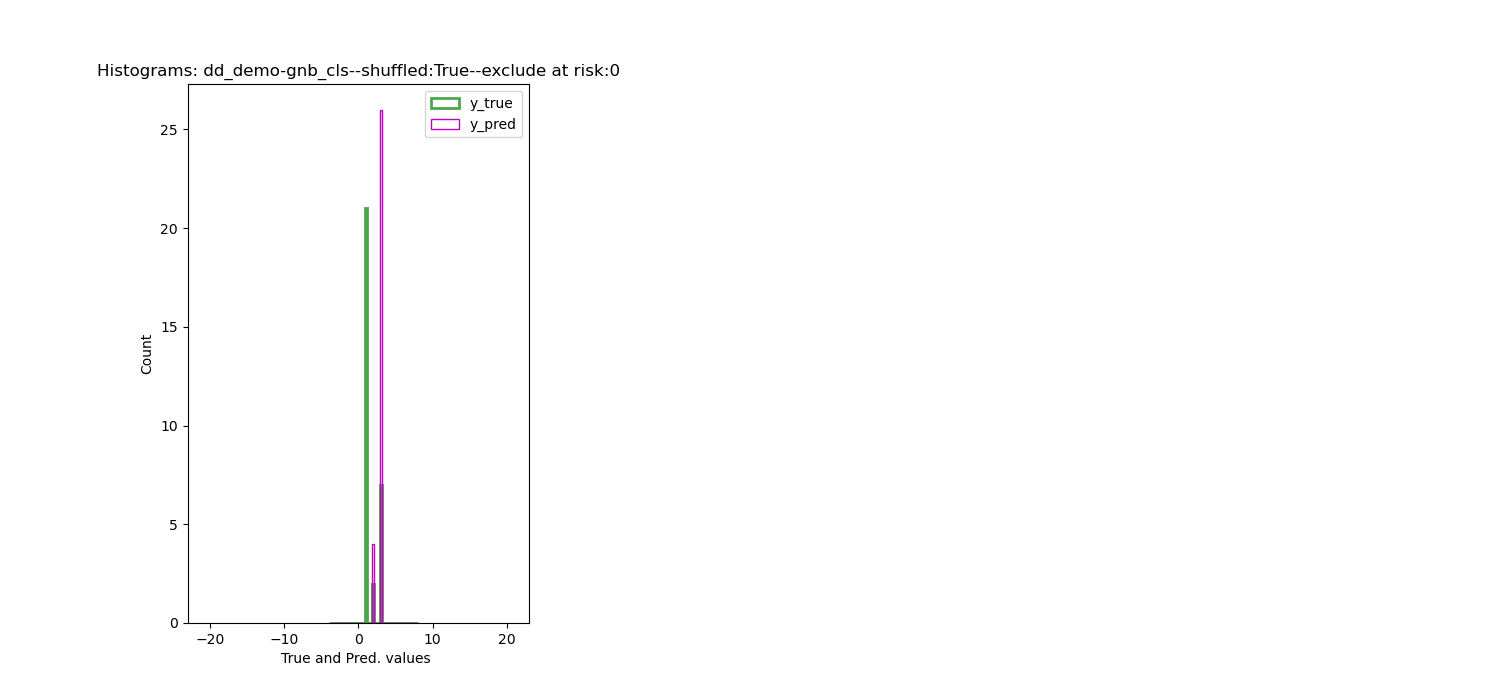 Histograms: dd_demo-gnb_cls--shuffled:True--exclude at risk:0
y_true
y_pred
25
20
15
10
5
0
Count
−20
−10
0
10
20
True and Pred. values